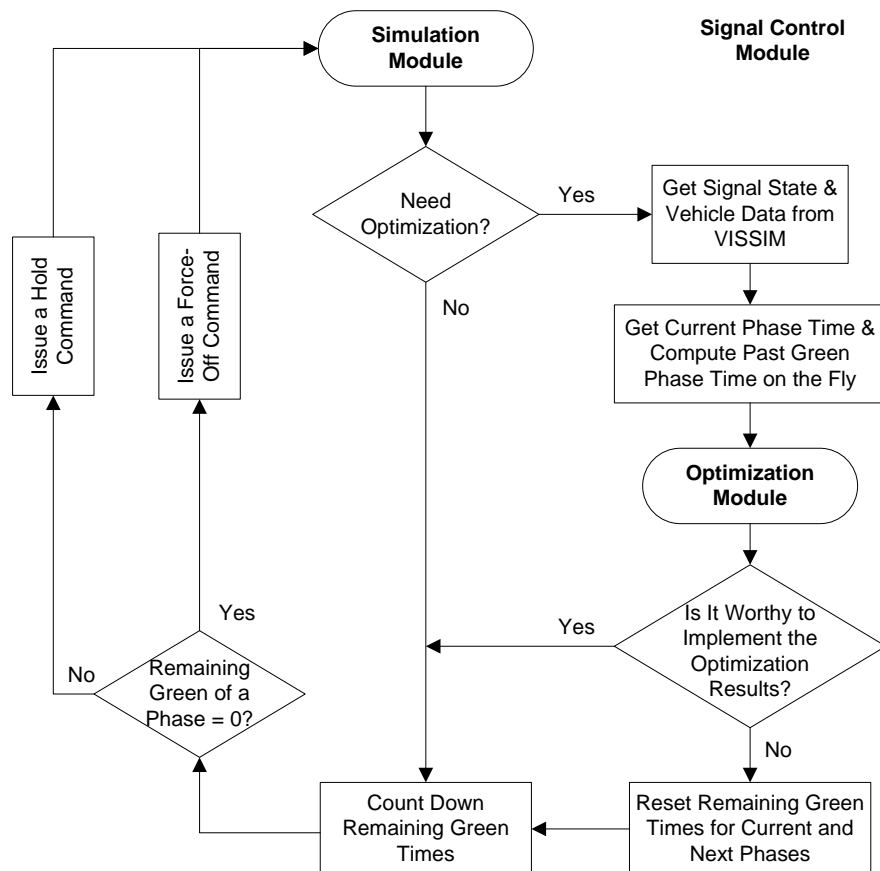 Simulation
Module
Signal Control
Module
Need
Optimization?
Yes
Get Signal State &
Vehicle Data from
VISSIM
No
Get Current Phase Time &
Compute Past Green
Phase Time on the Fly
Issue a Hold
Command
Issue a Force-
Off Command
Optimization
Module
Is It Worthy to
Implement the
Optimization
Results?
Yes
No
Yes
No
Remaining
Green of a
Phase = 0?
Count Down
Remaining Green
Times
Reset Remaining Green
Times for Current and
Next Phases